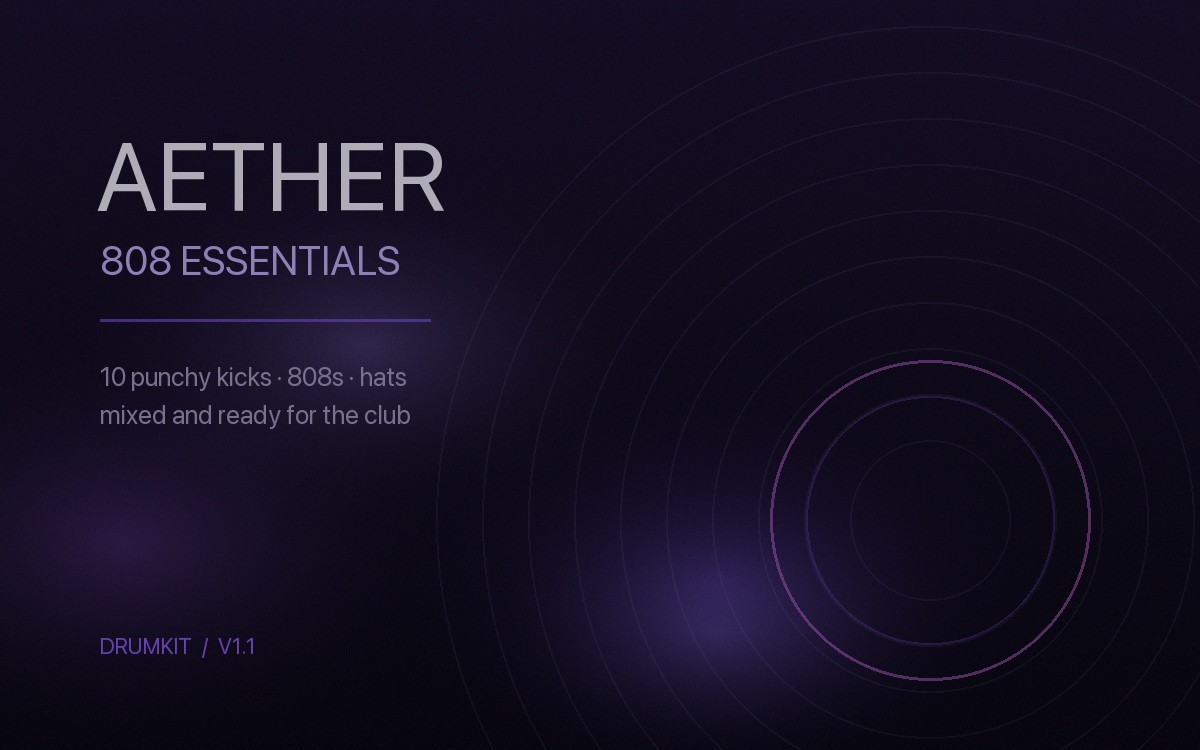 AETHER
808 ESSENTIALS
10 punchy kicks · 808s · hats
mixed and ready for the club
DRUMKIT / V1.1